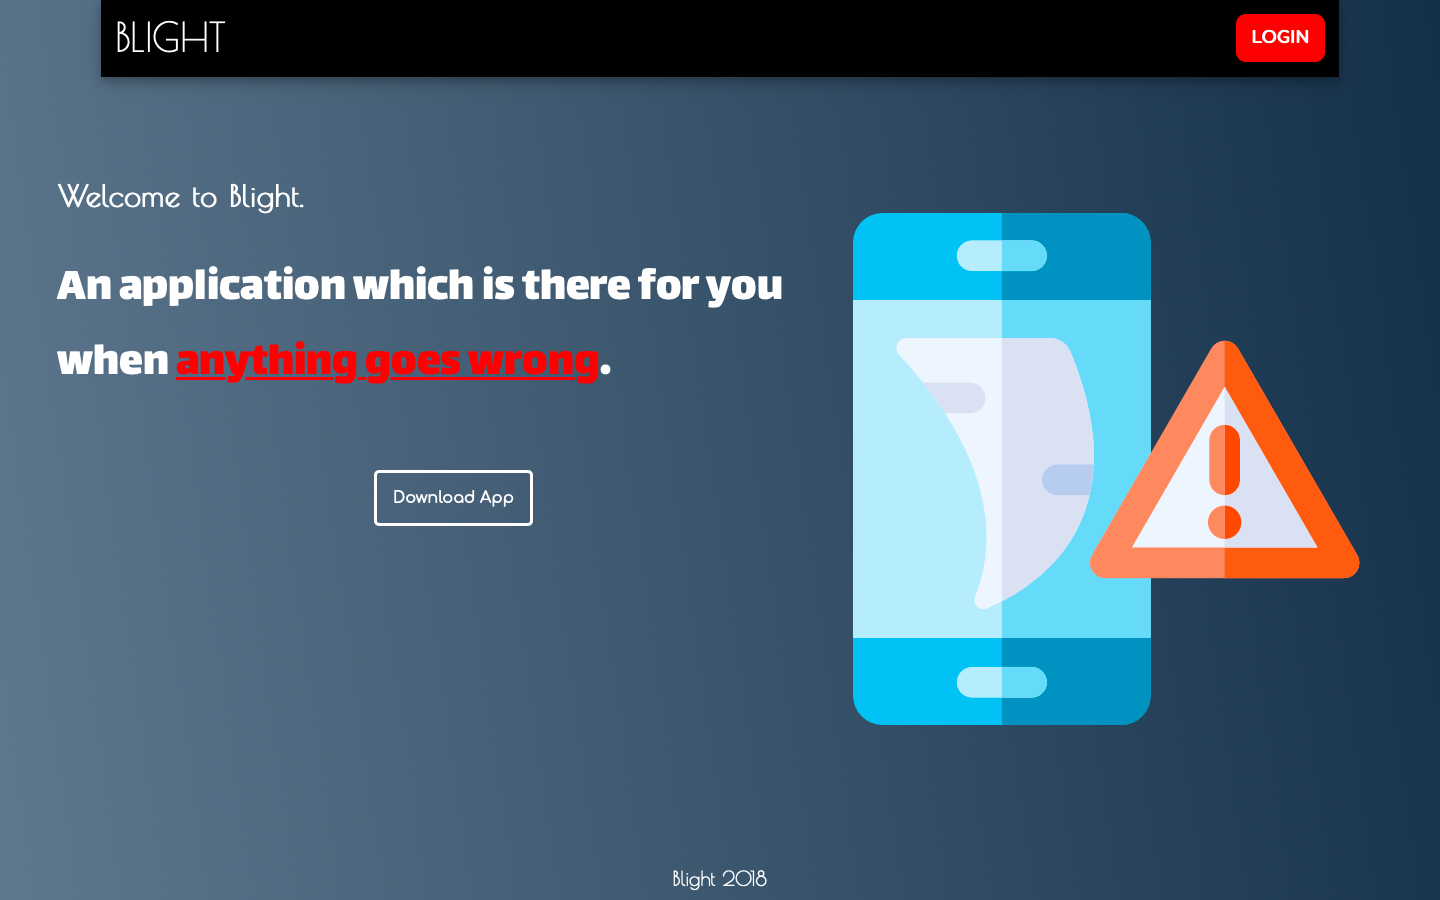 BLIGHT
LOGIN
Welcome to Blight.
An application which is there for you
when anything goes wrong.
Download App
Blight 2018